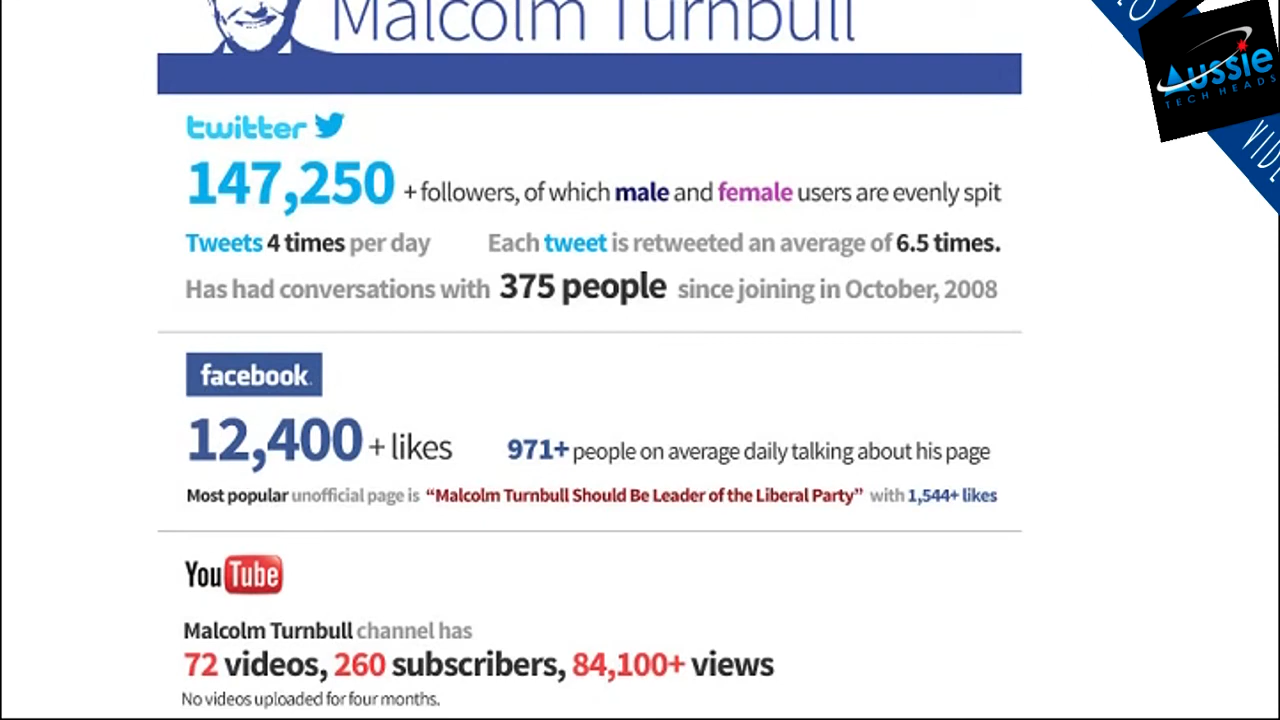 Malcolm Turnbull
Aussie
TECH HEADS
twitter
147,250 + followers, of which male and female users are evenly spit
Tweets 4 times per day Each tweet is retweeted an average of 6.5 times.
Has had conversations with 375 people since joining in October, 2008
facebook.
12,400 + likes 971+ people on average daily talking about his page
Most popular unofficial page is “Malcolm Turnbull Should Be Leader of the Liberal Party” with 1,544+ likes
YouTube
Malcolm Turnbull channel has
72 videos, 260 subscribers, 84,100+ views
No videos uploaded for four months.